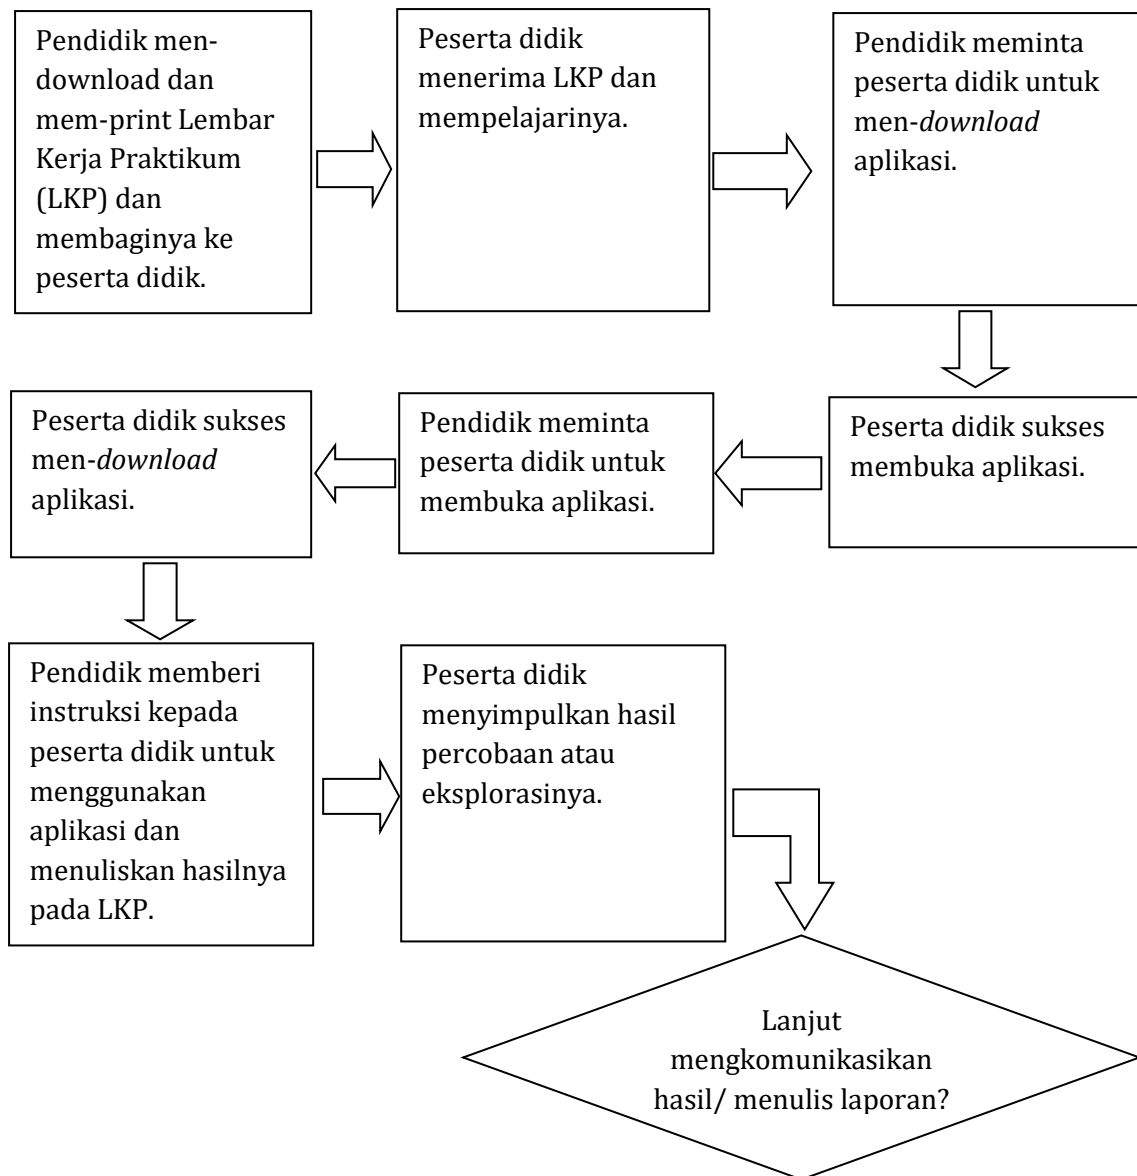 Pendidik men-
download dan
mem-print Lembar
Kerja Praktikum
(LKP) dan
membaginya ke
peserta didik.
Peserta didik
menerima LKP dan
mempelajarinya.
Pendidik meminta
peserta didik untuk
men-download
aplikasi.
Peserta didik sukses
membuka aplikasi.
Pendidik meminta
peserta didik untuk
membuka aplikasi.
Peserta didik sukses
men-download
aplikasi.
Pendidik memberi
instruksi kepada
peserta didik untuk
menggunakan
aplikasi dan
menuliskan hasilnya
pada LKP.
Peserta didik
menyimpulkan hasil
percobaan atau
eksplorasinya.
Lanjut
mengkomunikasikan
hasil/ menulis laporan?